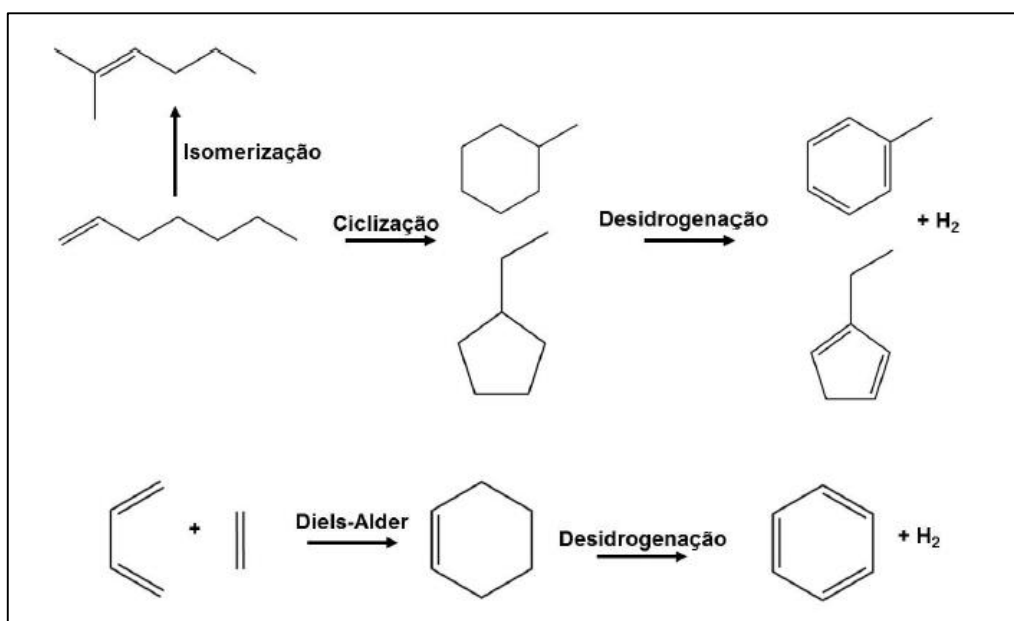 Isomerização
Ciclização
Desidrogenação
+ H₂
+
Diels-Alder
Desidrogenação
+ H₂